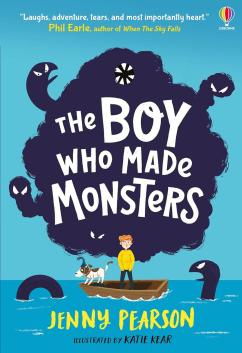 "Laughs, adventure, tears, and most importantly heart."
Phil Earle, author of When The Sky Falls
USBORNE
THE BOY
WHO MADE
MONSTERS
JENNY PEARSON
ILLUSTRATED BY KATIE KEAR